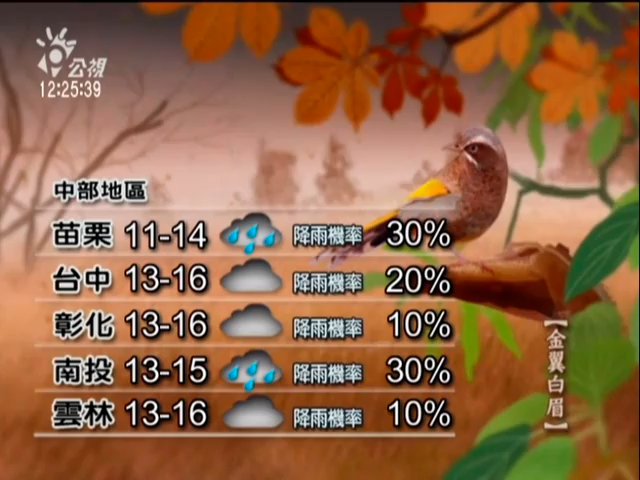 公視
12:25:39
中部地區
苗栗 11-14 降雨機率 30%
台中 13-16 降雨機率 20%
彰化 13-16 降雨機率 10%
南投 13-15 降雨機率 30%
雲林 13-16 降雨機率 10%
【金翼白眉】